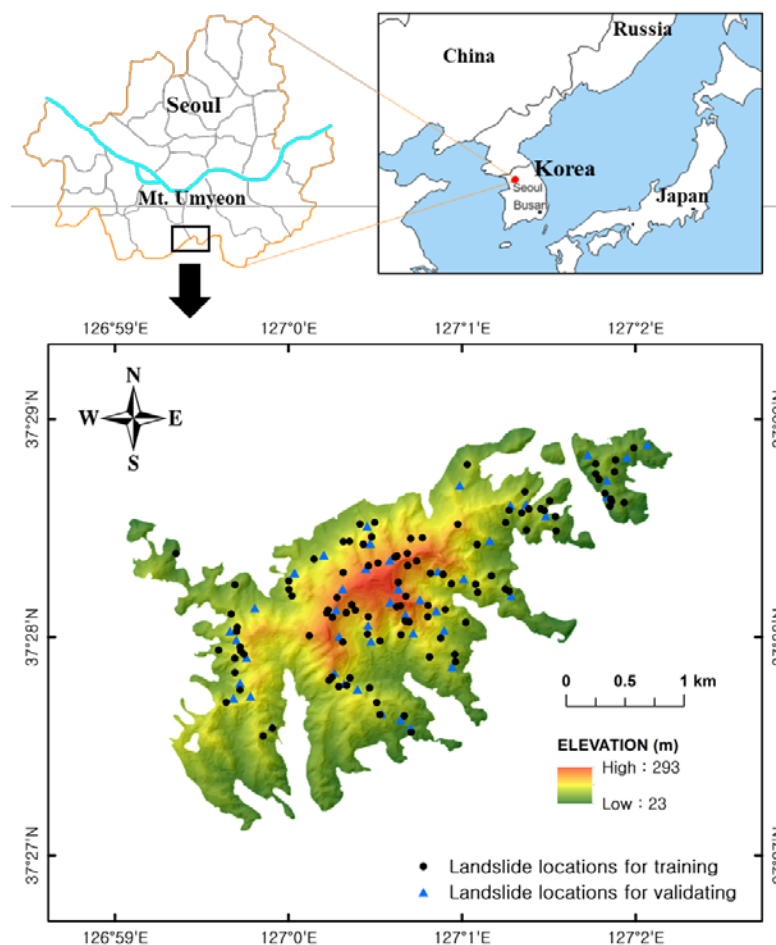 Seoul
Mt. Umyeon
China
Russia
Korea
Seoul
Busan
Japan
126°59'E
127°0'E
127°1'E
127°2'E
37°29'N
37°28'N
37°27'N
N
W
E
S
0 0.5 1 km
ELEVATION (m)
High : 293
Low : 23
Landslide locations for training
Landslide locations for validating
126°59'E
127°0'E
127°1'E
127°2'E